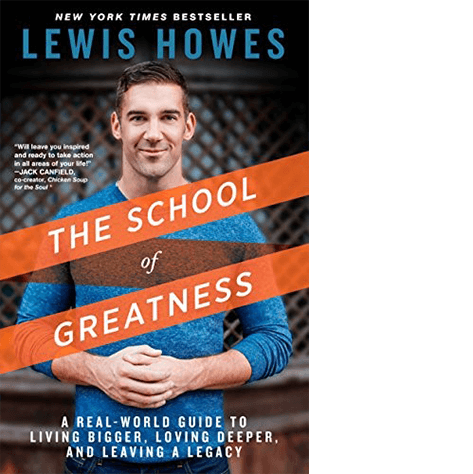 NEW YORK TIMES BESTSELLER
LEWIS HOWES
"Will leave you inspired
and ready to take action
in all areas of your life!"
—JACK CANFIELD,
co-creator, Chicken Soup
for the Soul®
THE SCHOOL
of
GREATNESS
A REAL-WORLD GUIDE TO
LIVING BIGGER, LOVING DEEPER,
AND LEAVING A LEGACY